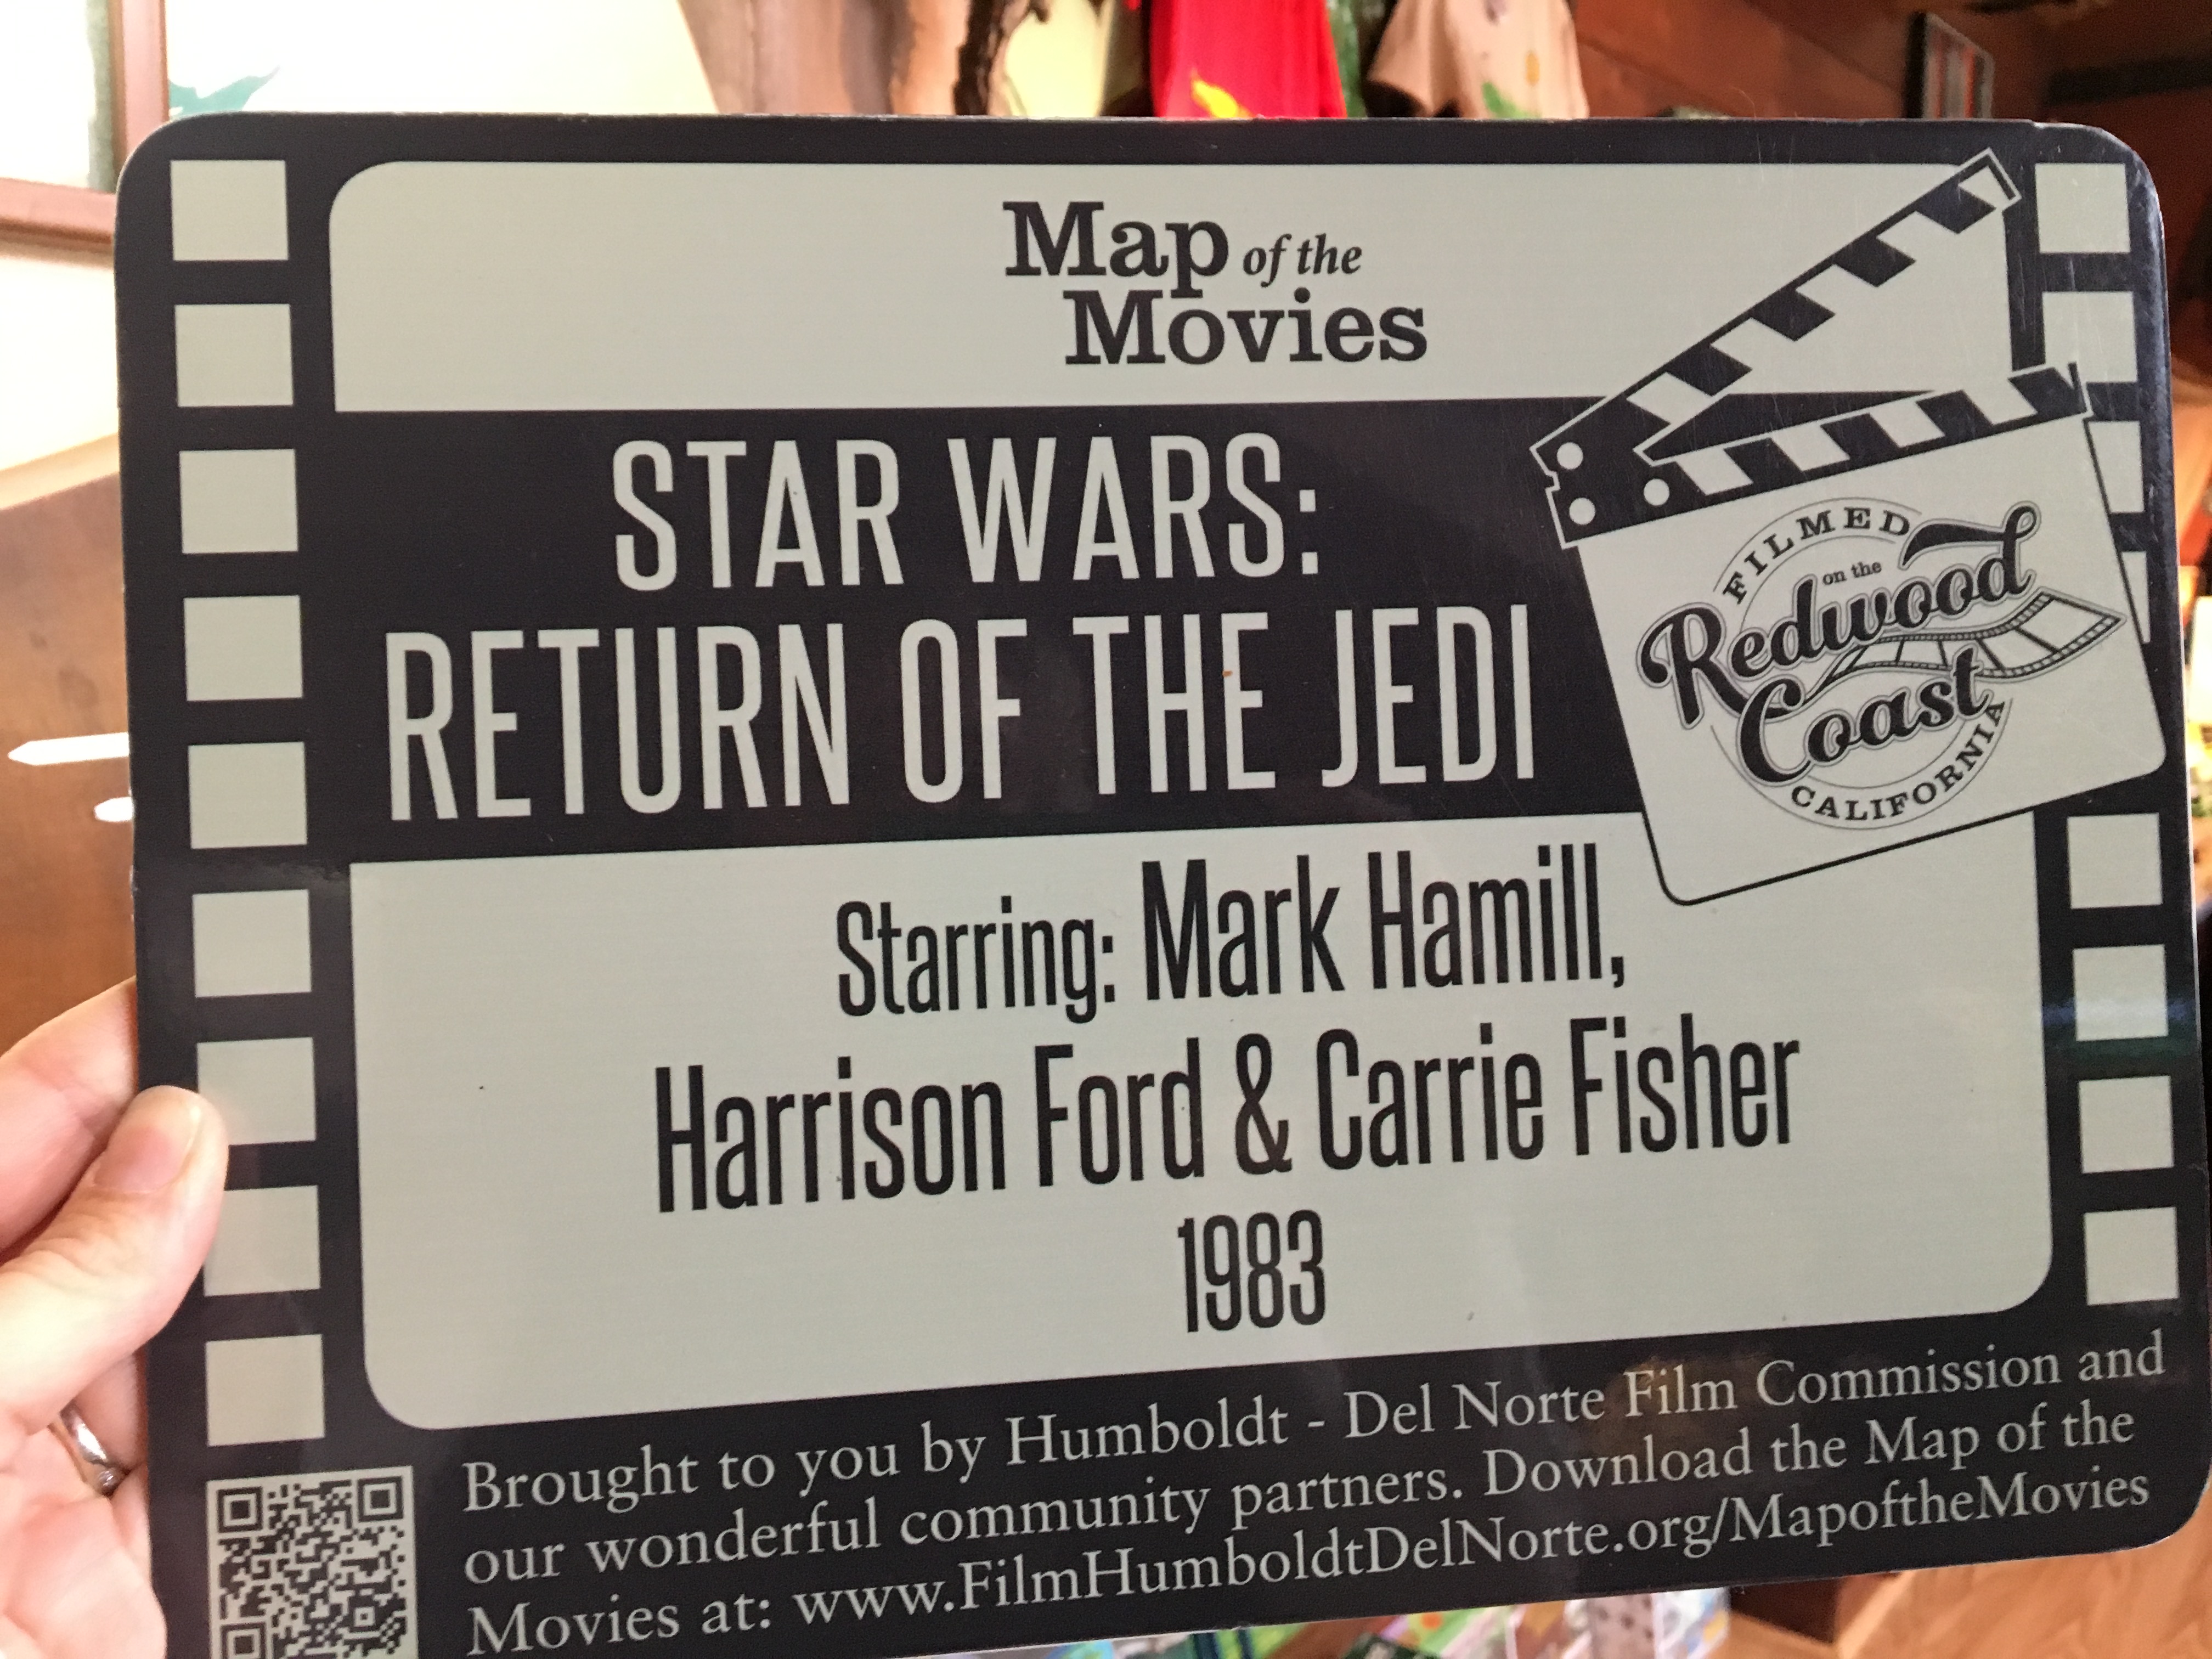 Map of the
Movies
STAR WARS:
RETURN OF THE JEDI
FILMED
on the
Redwood
Coast
CALIFORNIA
Starring: Mark Hamill,
Harrison Ford & Carrie Fisher
1983
Brought to you by Humboldt - Del Norte Film Commission and
our wonderful community partners. Download the Map of the
Movies at: www.FilmHumboldtDelNorte.org/MapoftheMovies